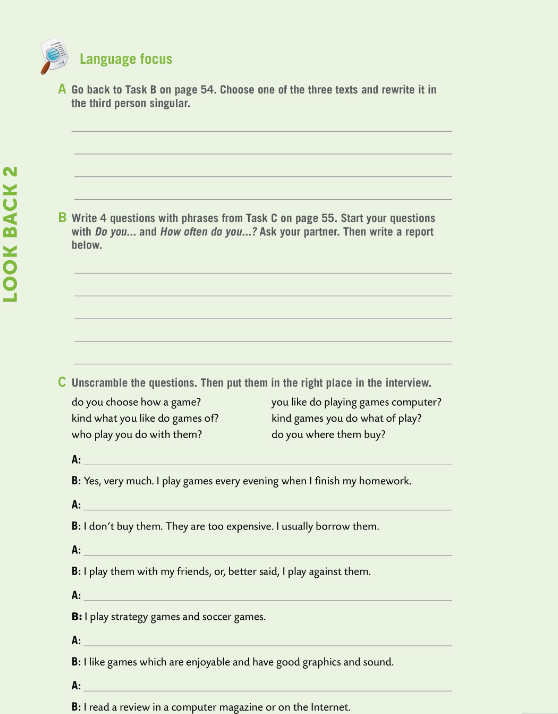 Language focus
A Go back to Task B on page 54. Choose one of the three texts and rewrite it in
the third person singular.
LOOK BACK 2
B Write 4 questions with phrases from Task C on page 55. Start your questions
with Do you... and How often do you...? Ask your partner. Then write a report
below.
C Unscramble the questions. Then put them in the right place in the interview.
do you choose how a game?
you like do playing games computer?
kind what you like do games of?
kind games you do what of play?
who play you do with them?
do you where them buy?
A:
B: Yes, very much. I play games every evening when I finish my homework.
A:
B: I don't buy them. They are too expensive. I usually borrow them.
A:
B: I play them with my friends, or, better said, I play against them.
A:
B: I play strategy games and soccer games.
A:
B: I like games which are enjoyable and have good graphics and sound.
A:
B: I read a review in a computer magazine or on the Internet.